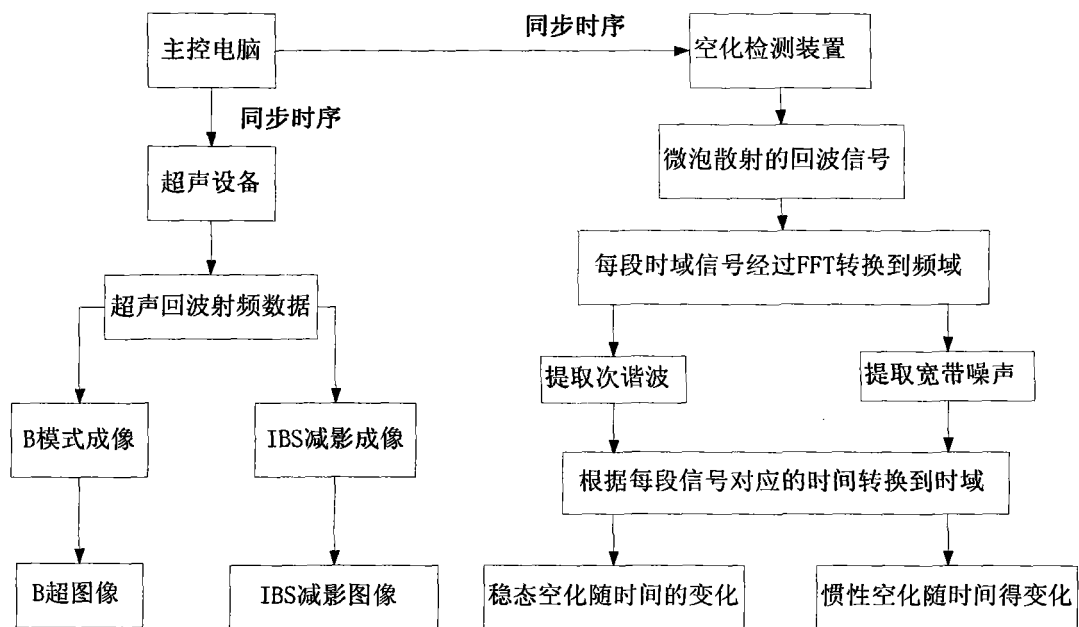 同步时序
主控电脑
空化检测装置
同步时序
微泡散射的回波信号
超声设备
每段时域信号经过FFT转换到频域
超声回波射频数据
提取次谐波
提取宽带噪声
B模式成像
IBS减影成像
根据每段信号对应的时间转换到时域
B超图像
IBS减影图像
稳态空化随时间的变化
惯性空化随时间得变化